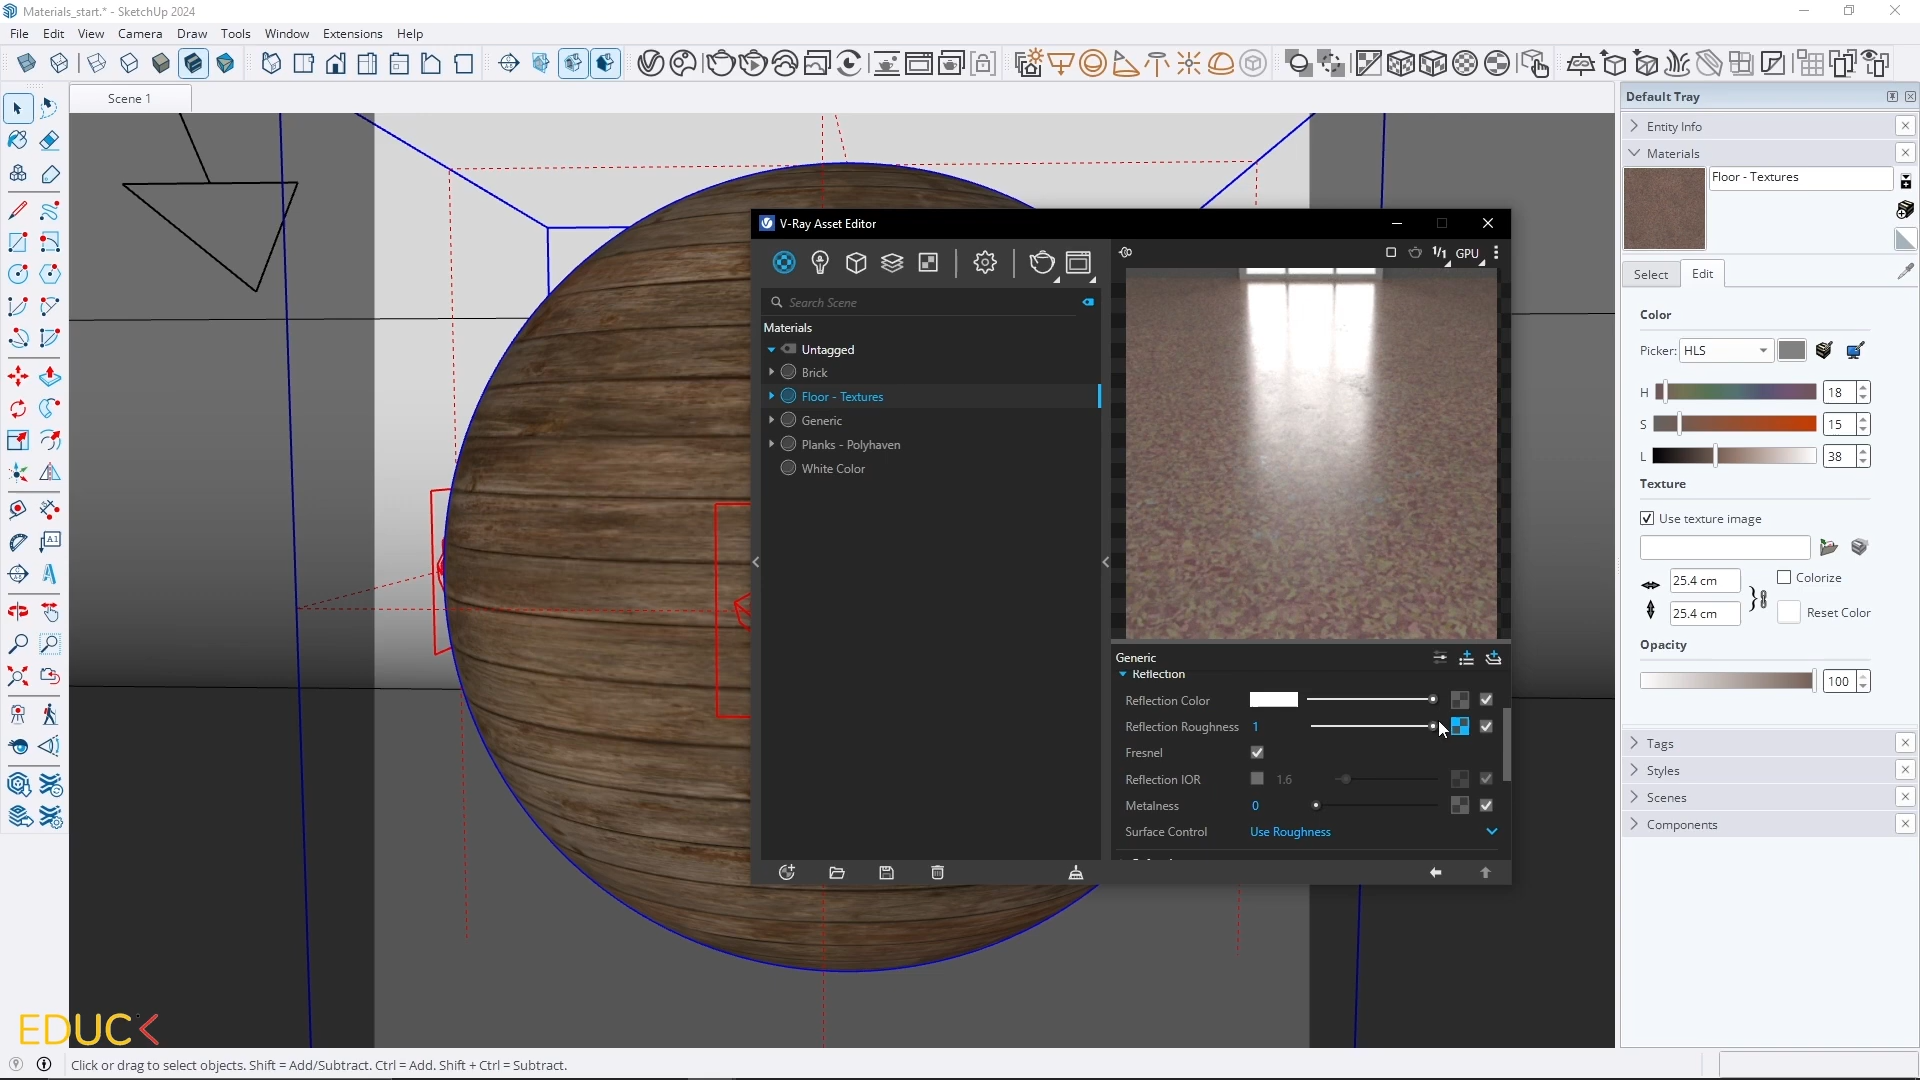 Materials_start.* - SketchUp 2024
File Edit View Camera Draw Tools Window Extensions Help
Scene 1
Default Tray
Entity Info
Materials
Floor - Textures
Select Edit
Color
Picker: HLS
H 18
S 15
L 38
Texture
Use texture image
25.4 cm
Colorize
25.4 cm
Reset Color
Opacity
100
Tags
Styles
Scenes
Components
V-Ray Asset Editor
1/1 GPU
Search Scene
Materials
Untagged
Brick
Floor - Textures
Generic
Planks - Polyhaven
White Color
Generic
Reflection
Reflection Color
Reflection Roughness 1
Fresnel
Reflection IOR 1.6
Metalness 0
Surface Control Use Roughness
EDUCK
Click or drag to select objects. Shift = Add/Subtract. Ctrl = Add. Shift + Ctrl = Subtract.